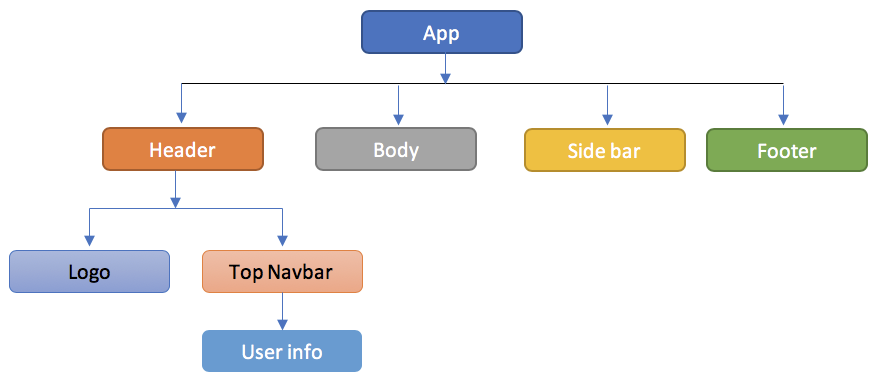 App
Header
Body
Side bar
Footer
Logo
Top Navbar
User info